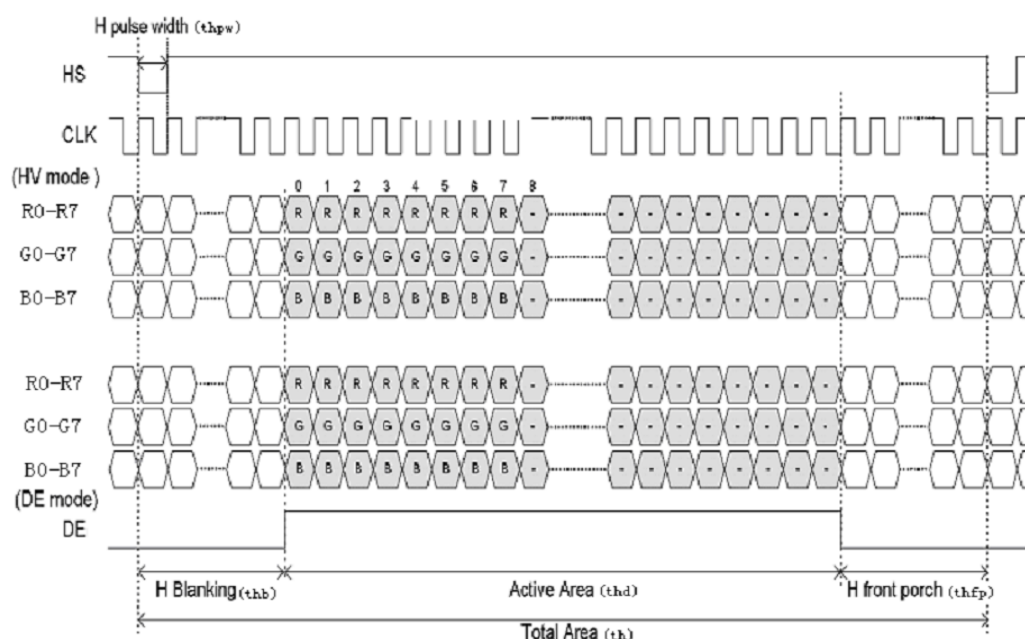 H pulse width (thpw)
HS
CLK
(HV mode )
0 1 2 3 4 5 6 7 8
R0-R7 R R R R R R R R - - - - - - - - -
G0-G7 G G G G G G G G - - - - - - - - -
B0-B7 B B B B B B B B - - - - - - - - -
R0-R7 R R R R R R R R - - - - - - - - -
G0-G7 G G G G G G G G - - - - - - - - -
B0-B7 B B B B B B B B - - - - - - - - -
(DE mode)
DE
H Blanking(thb) Active Area (thd) H front porch (thfp)
Total Area (th)